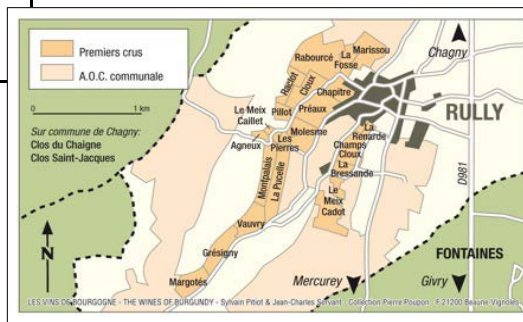 Premiers crus
A.O.C. communale
0
1 km
Sur commune de Chagny:
Clos du Chaigne
Clos Saint-Jacques
Chagny
RULLY
Marissou
La
Fosse
Rabourcé
Raclot
Cloux
Chapitre
Pillot
Préaux
Le Meix
Caillet
Molesme
Les
Pierres
Agneux
La
Renarde
Champs
Cloux
La
Bressande
Le
Meix
Cadot
Montpalais
La Pucelle
Vauvry
Grésigny
Margotés
D981
N
FONTAINES
Mercurey
Givry
LES VINS DE BOURGOGNE - THE WINES OF BURGUNDY - Sylvain Pitiot & Jean-Charles Servant - Collection Pierre Poupon - F 21200 Beaune Vignoles